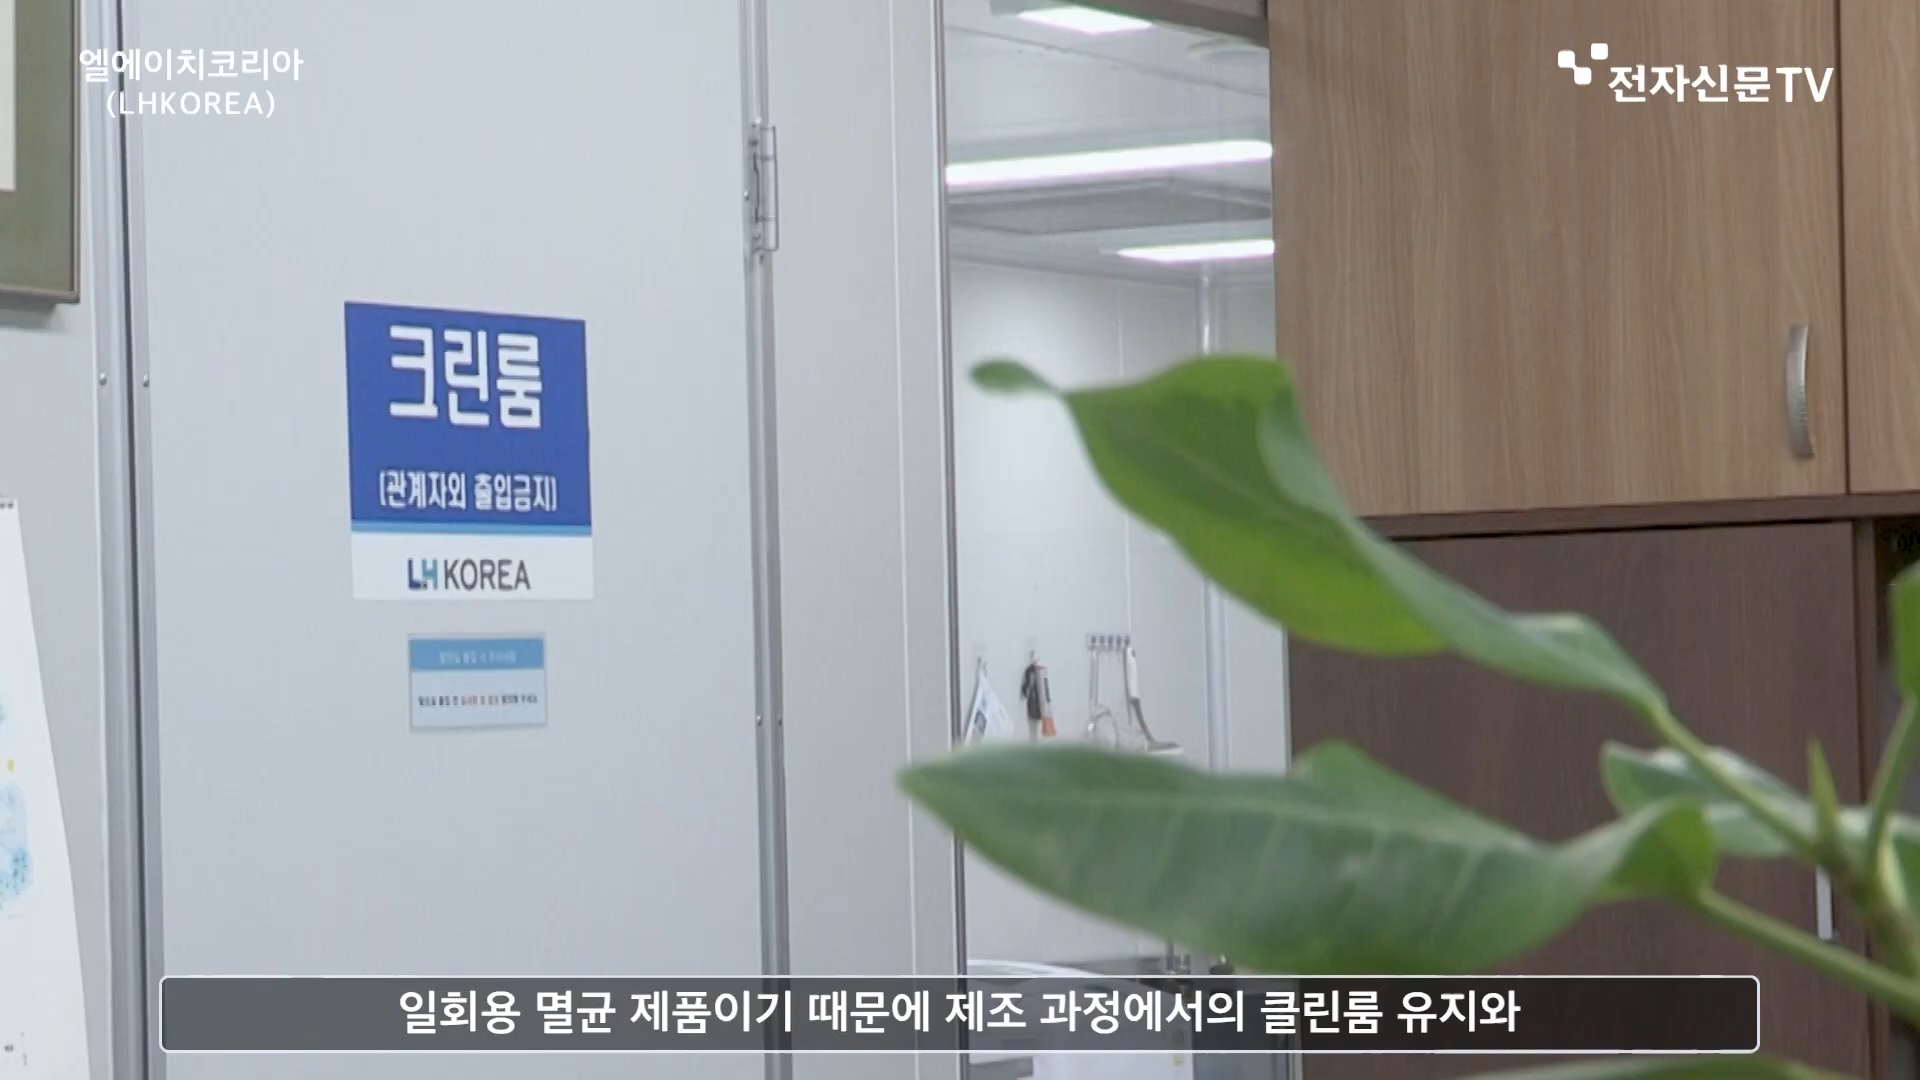 엘에이치코리아
(LHKOREA)
전자신문TV
크린룸
(관계자외 출입금지)
LH KOREA
일회용 멸균 제품이기 때문에 제조 과정에서의 클린룸 유지와